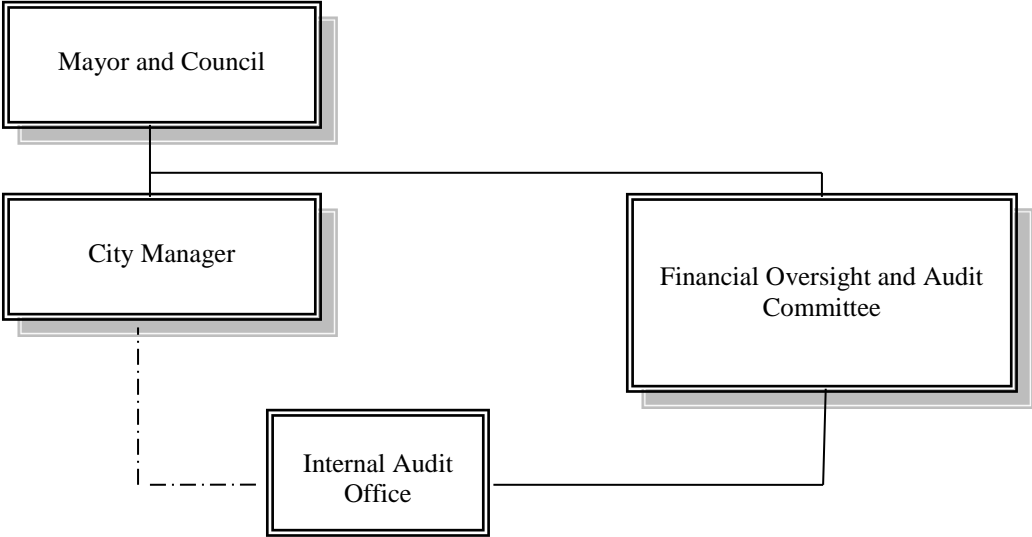 Mayor and Council
City Manager
Financial Oversight and Audit
Committee
Internal Audit
Office